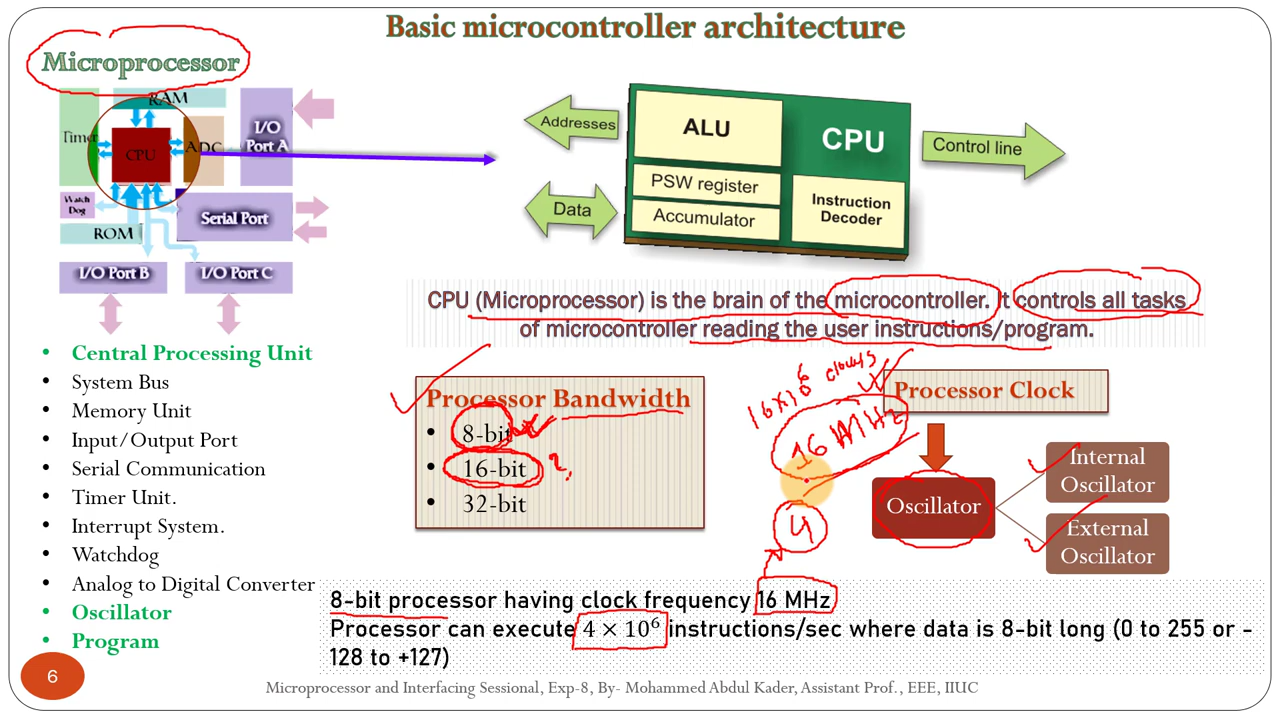 Basic microcontroller architecture
Microprocessor
RAM
Timer
CPU
ADC
I/O
Port A
Watch
Dog
Serial Port
ROM
I/O Port B
I/O Port C
Addresses
Data
ALU
CPU
PSW register
Accumulator
Instruction
Decoder
Control line
CPU (Microprocessor) is the brain of the microcontroller. It controls all tasks
of microcontroller reading the user instructions/program.
• Central Processing Unit
• System Bus
• Memory Unit
• Input/Output Port
• Serial Communication
• Timer Unit.
• Interrupt System.
• Watchdog
• Analog to Digital Converter
• Oscillator
• Program
Processor Bandwidth
• 8-bit
• 16-bit ?
• 32-bit
16×10⁶
16 MHz
4
Processor Clock
Oscillator
Internal
Oscillator
External
Oscillator
8-bit processor having clock frequency 16 MHz
Processor can execute 4 × 10⁶ instructions/sec where data is 8-bit long (0 to 255 or –
128 to +127)
6
Microprocessor and Interfacing Sessional, Exp-8, By- Mohammed Abdul Kader, Assistant Prof., EEE, IIUC